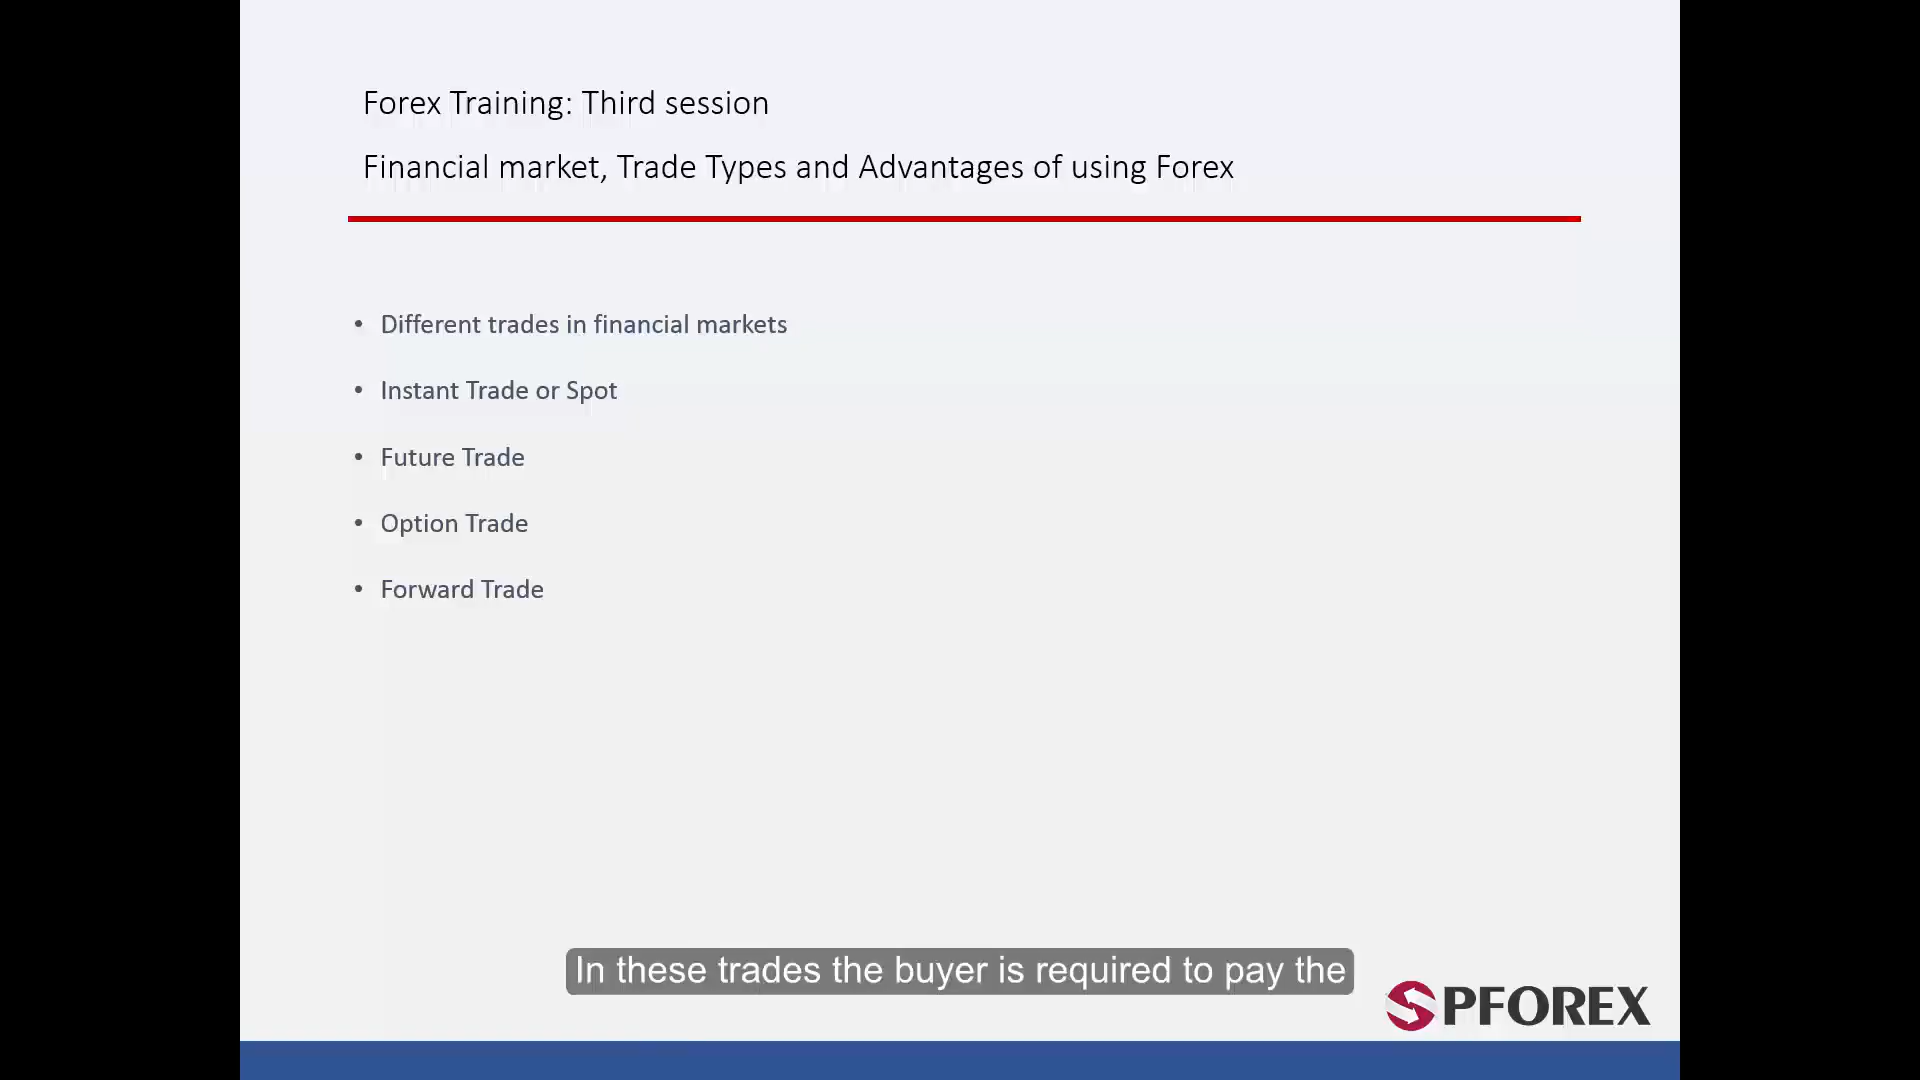 Forex Training: Third session
Financial market, Trade Types and Advantages of using Forex
• Different trades in financial markets
• Instant Trade or Spot
• Future Trade
• Option Trade
• Forward Trade
In these trades the buyer is required to pay the
PFOREX